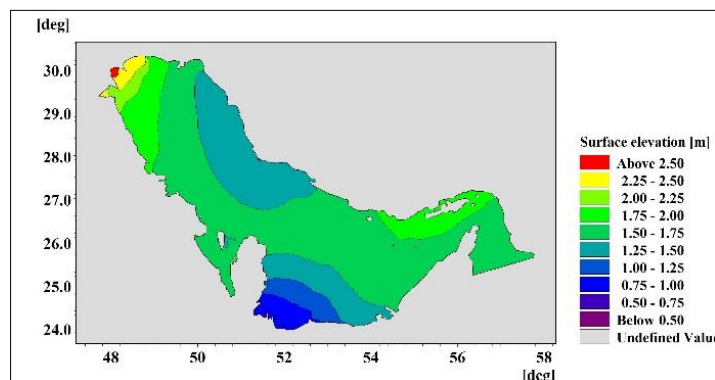 [deg]
30.0
29.0
28.0
27.0
26.0
25.0
24.0
48 50 52 54 56 58
[deg]
Surface elevation [m]
Above 2.50
2.25 - 2.50
2.00 - 2.25
1.75 - 2.00
1.50 - 1.75
1.25 - 1.50
1.00 - 1.25
0.75 - 1.00
0.50 - 0.75
Below 0.50
Undefined Value